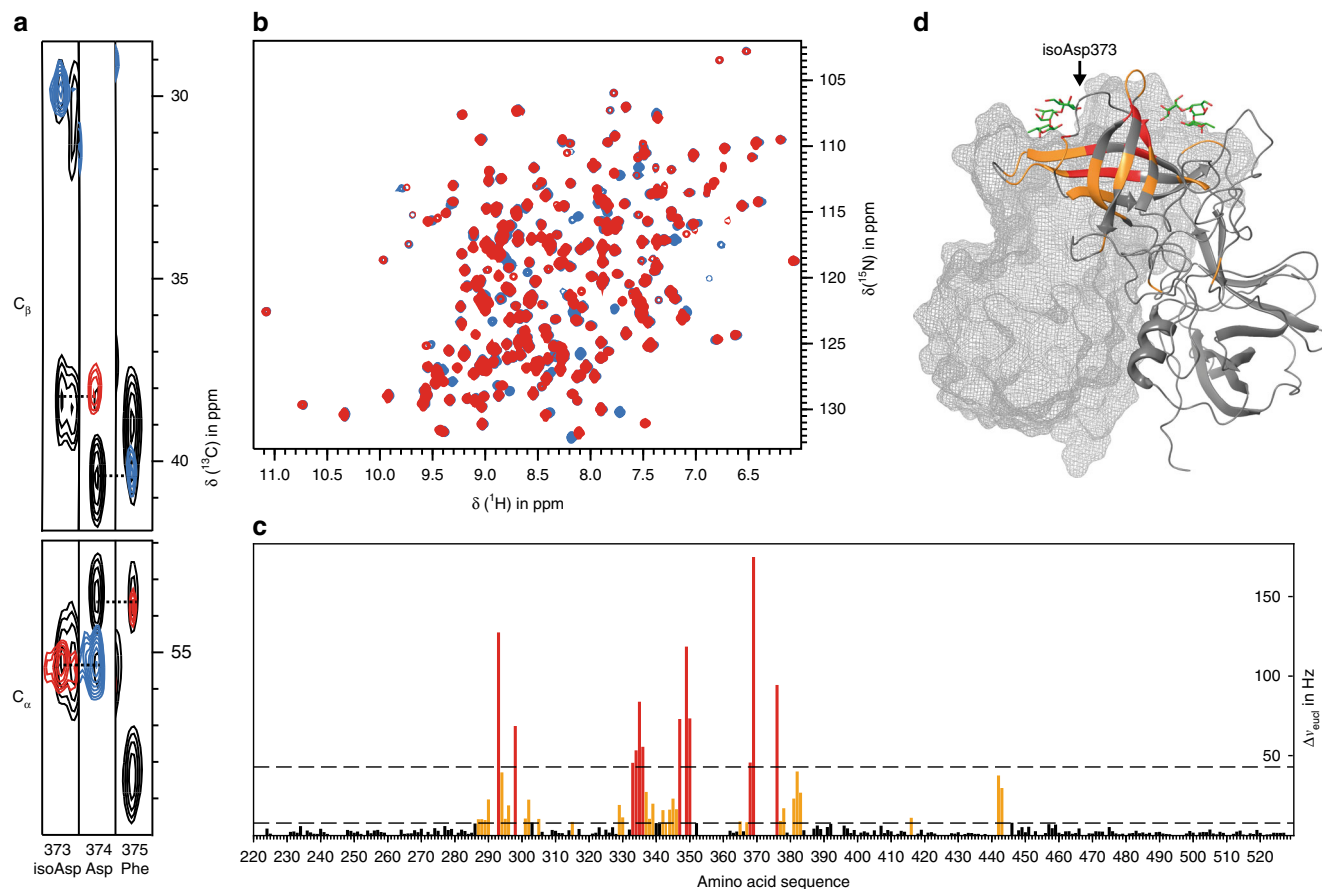 a
30
35
C
β
40
55
C
α
373 374 375
isoAsp Asp Phe
δ (¹³C) in ppm
b
105
110
115
120
125
130
δ(¹⁵N) in ppm
11.0 10.5 10.0 9.5 9.0 8.5 8.0 7.5 7.0 6.5
δ (¹H) in ppm
d
isoAsp373
c
150
100
50
Δν eucl in Hz
220 230 240 250 260 270 280 290 300 310 320 330 340 350 360 370 380 390 400 410 420 430 440 450 460 470 480 490 500 510 520
Amino acid sequence